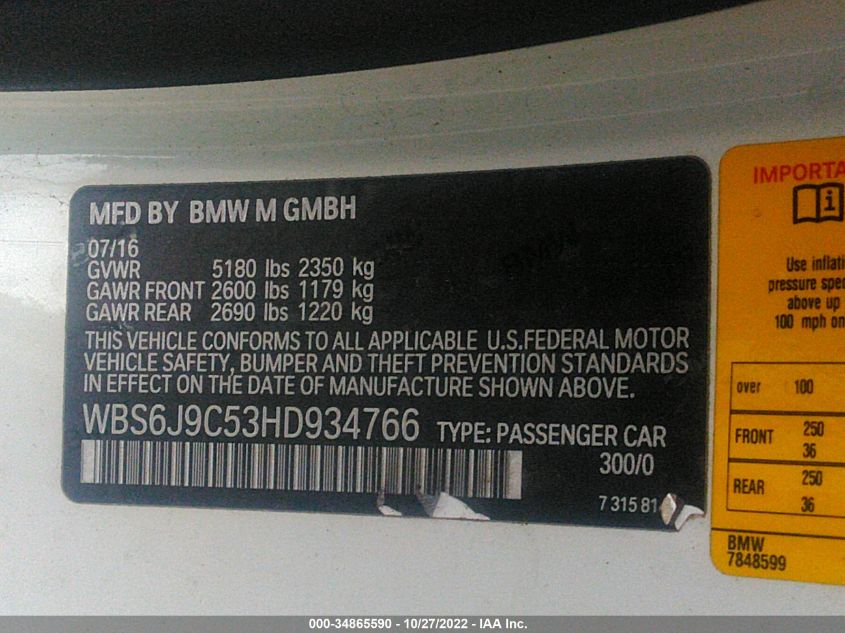 MFD BY BMW M GMBH
07/16
GVWR 5180 lbs 2350 kg
GAWR FRONT 2600 lbs 1179 kg
GAWR REAR 2690 lbs 1220 kg
THIS VEHICLE CONFORMS TO ALL APPLICABLE U.S.FEDERAL MOTOR
VEHICLE SAFETY, BUMPER AND THEFT PREVENTION STANDARDS
IN EFFECT ON THE DATE OF MANUFACTURE SHOWN ABOVE.
WBS6J9C53HD934766 TYPE: PASSENGER CAR
300/0
7 315 81
IMPORTA
Use inflati
pressure spe
above up
100 mph on
over 100
FRONT 250
36
REAR 250
36
BMW
7848599
000-34865590 - 10/27/2022 - IAA Inc.